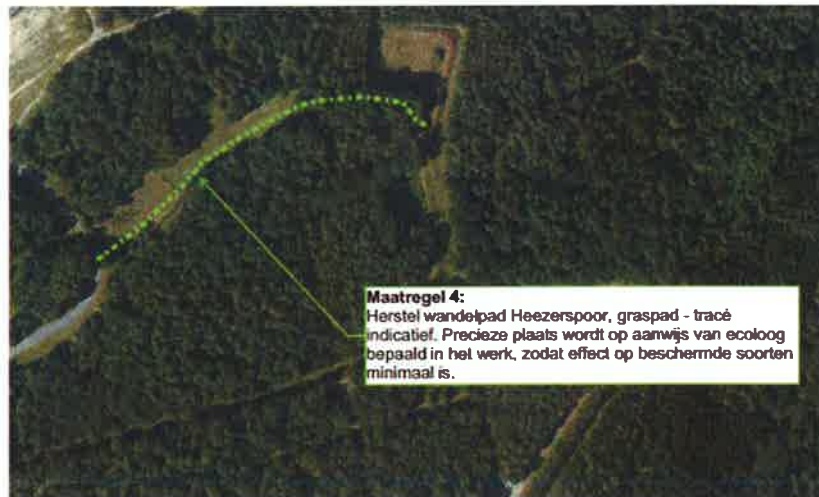 Maatregel 4:
Herstel wandelpad Heezerspoor, graspad - tracé
indicatief. Precieze plaats wordt op aanwijs van ecoloog
bepaald in het werk, zodat effect op beschermde soorten
minimaal is.